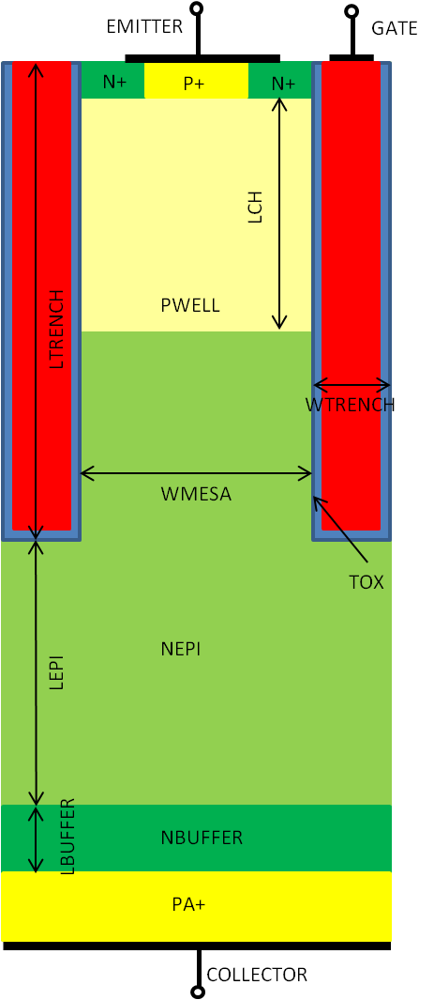 EMITTER
GATE
N+
P+
N+
LCH
PWELL
LTRENCH
WTRENCH
WMESA
TOX
NEPI
LEPI
LBUFFER
NBUFFER
PA+
COLLECTOR